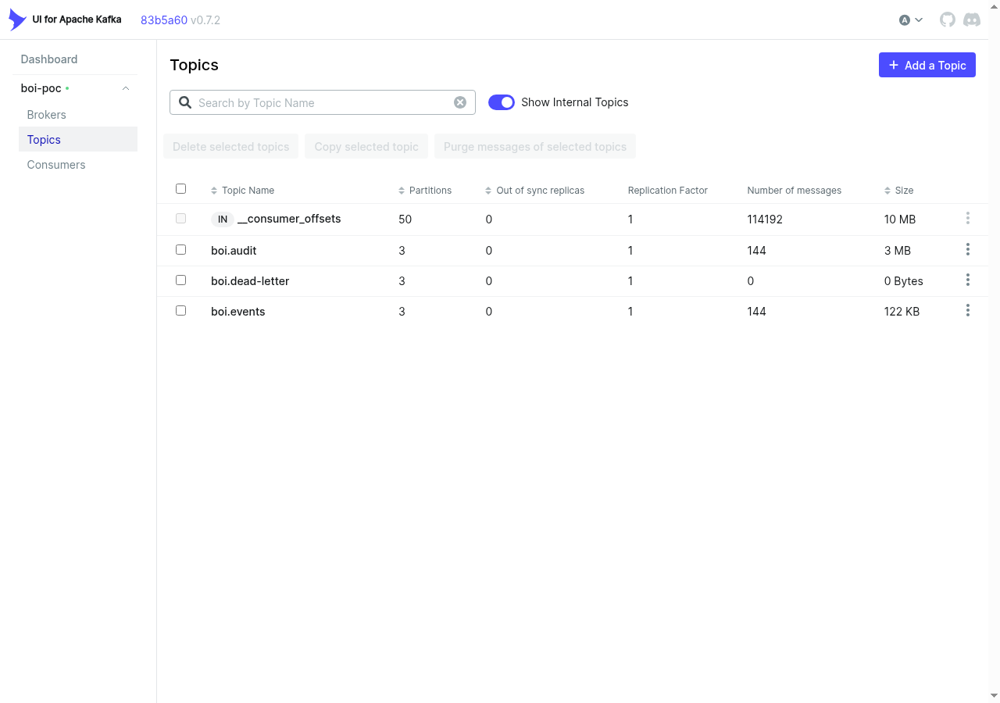 UI for Apache Kafka 83b5a60 v0.7.2 A
Dashboard
boi-poc
Brokers
Topics
Consumers
Topics
Add a Topic
Search by Topic Name
Show Internal Topics
Delete selected topics Copy selected topic Purge messages of selected topics
Topic Name Partitions Out of sync replicas Replication Factor Number of messages Size
IN __consumer_offsets 50 0 1 114192 10 MB
boi.audit 3 0 1 144 3 MB
boi.dead-letter 3 0 1 0 0 Bytes
boi.events 3 0 1 144 122 KB